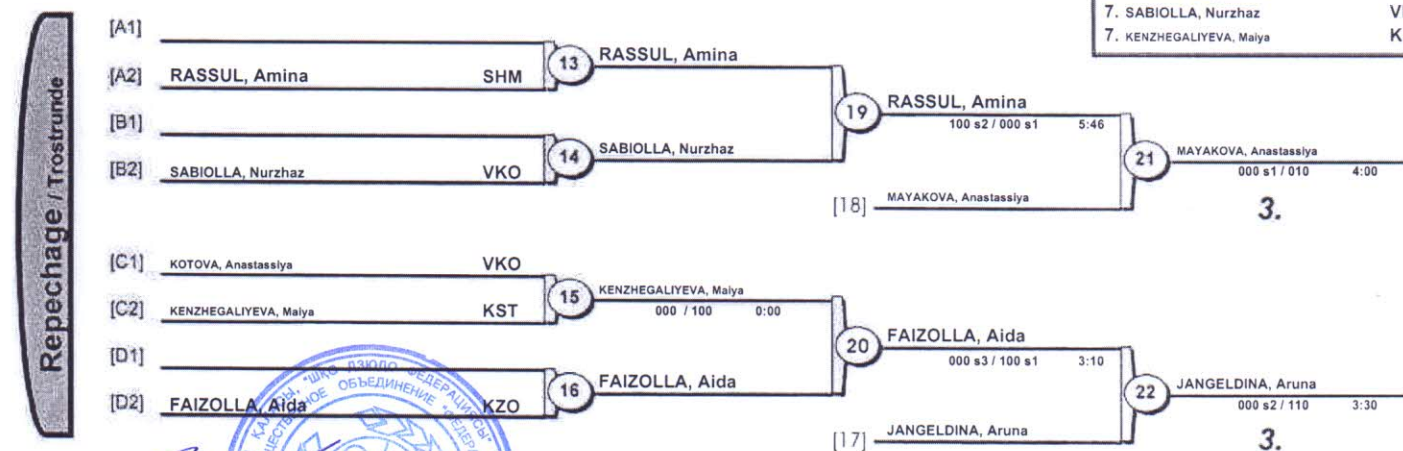 7. SABIOLLA, Nurzhaz
7. KENZHEGALIYEVA, Maiya
Repechage / Trostrunde
[A1]
[A2] RASSUL, Amina SHM
13 RASSUL, Amina
[B1]
[B2] SABIOLLA, Nurzhaz VKO
14 SABIOLLA, Nurzhaz
19 RASSUL, Amina
100 s2 / 000 s1 5:46
[18] MAYAKOVA, Anastassiya
21 MAYAKOVA, Anastassiya
000 s1 / 010 4:00
3.
[C1] KOTOVA, Anastassiya VKO
[C2] KENZHEGALIYEVA, Maiya KST
15 KENZHEGALIYEVA, Maiya
000 / 100 0:00
[D1]
[D2] FAIZOLLA, Aida KZO
16 FAIZOLLA, Aida
20 FAIZOLLA, Aida
000 s3 / 100 s1 3:10
[17] JANGELDINA, Aruna
22 JANGELDINA, Aruna
000 s2 / 110 3:30
3.
"ШҚО ДЗЮДО ФЕДЕРАЦИЯСЫ"
ОБЪЕДИНЕНИЕ